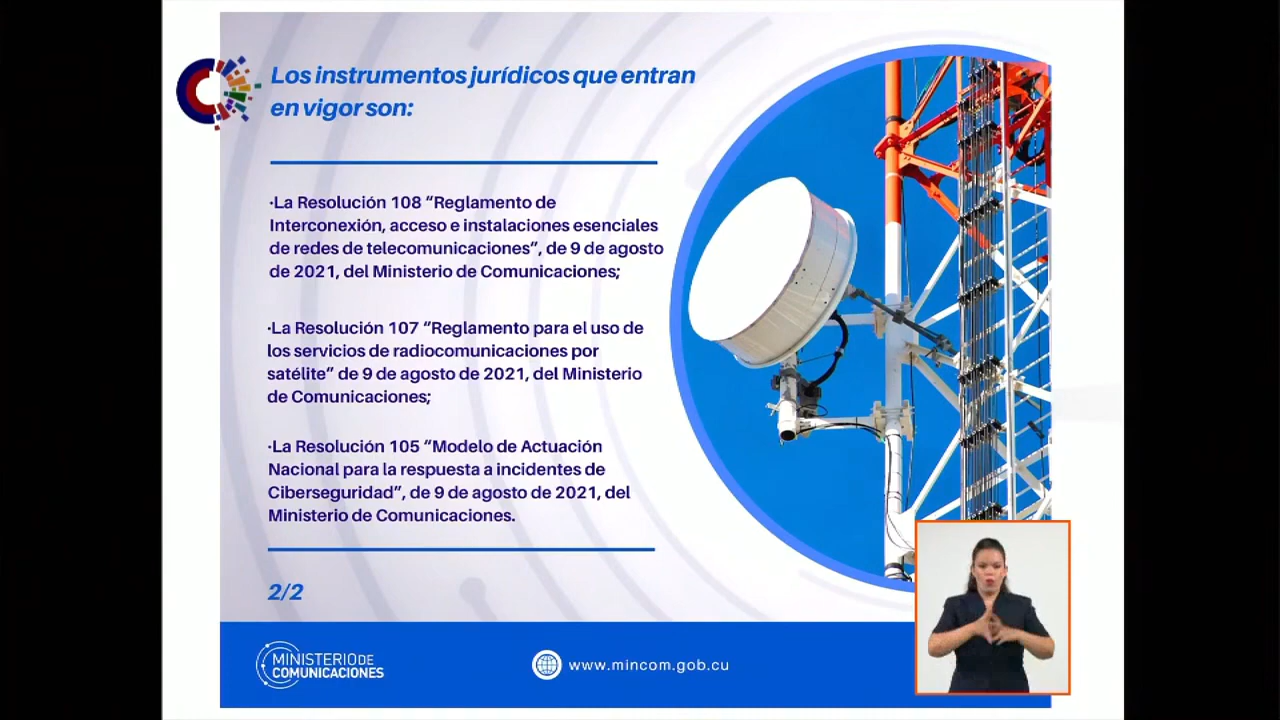 Los instrumentos jurídicos que entran
en vigor son:
·La Resolución 108 “Reglamento de
Interconexión, acceso e instalaciones esenciales
de redes de telecomunicaciones”, de 9 de agosto
de 2021, del Ministerio de Comunicaciones;
·La Resolución 107 “Reglamento para el uso de
los servicios de radiocomunicaciones por
satélite” de 9 de agosto de 2021, del Ministerio
de Comunicaciones;
·La Resolución 105 “Modelo de Actuación
Nacional para la respuesta a incidentes de
Ciberseguridad”, de 9 de agosto de 2021, del
Ministerio de Comunicaciones.
2/2
MINISTERIO DE
COMUNICACIONES
www.mincom.gob.cu